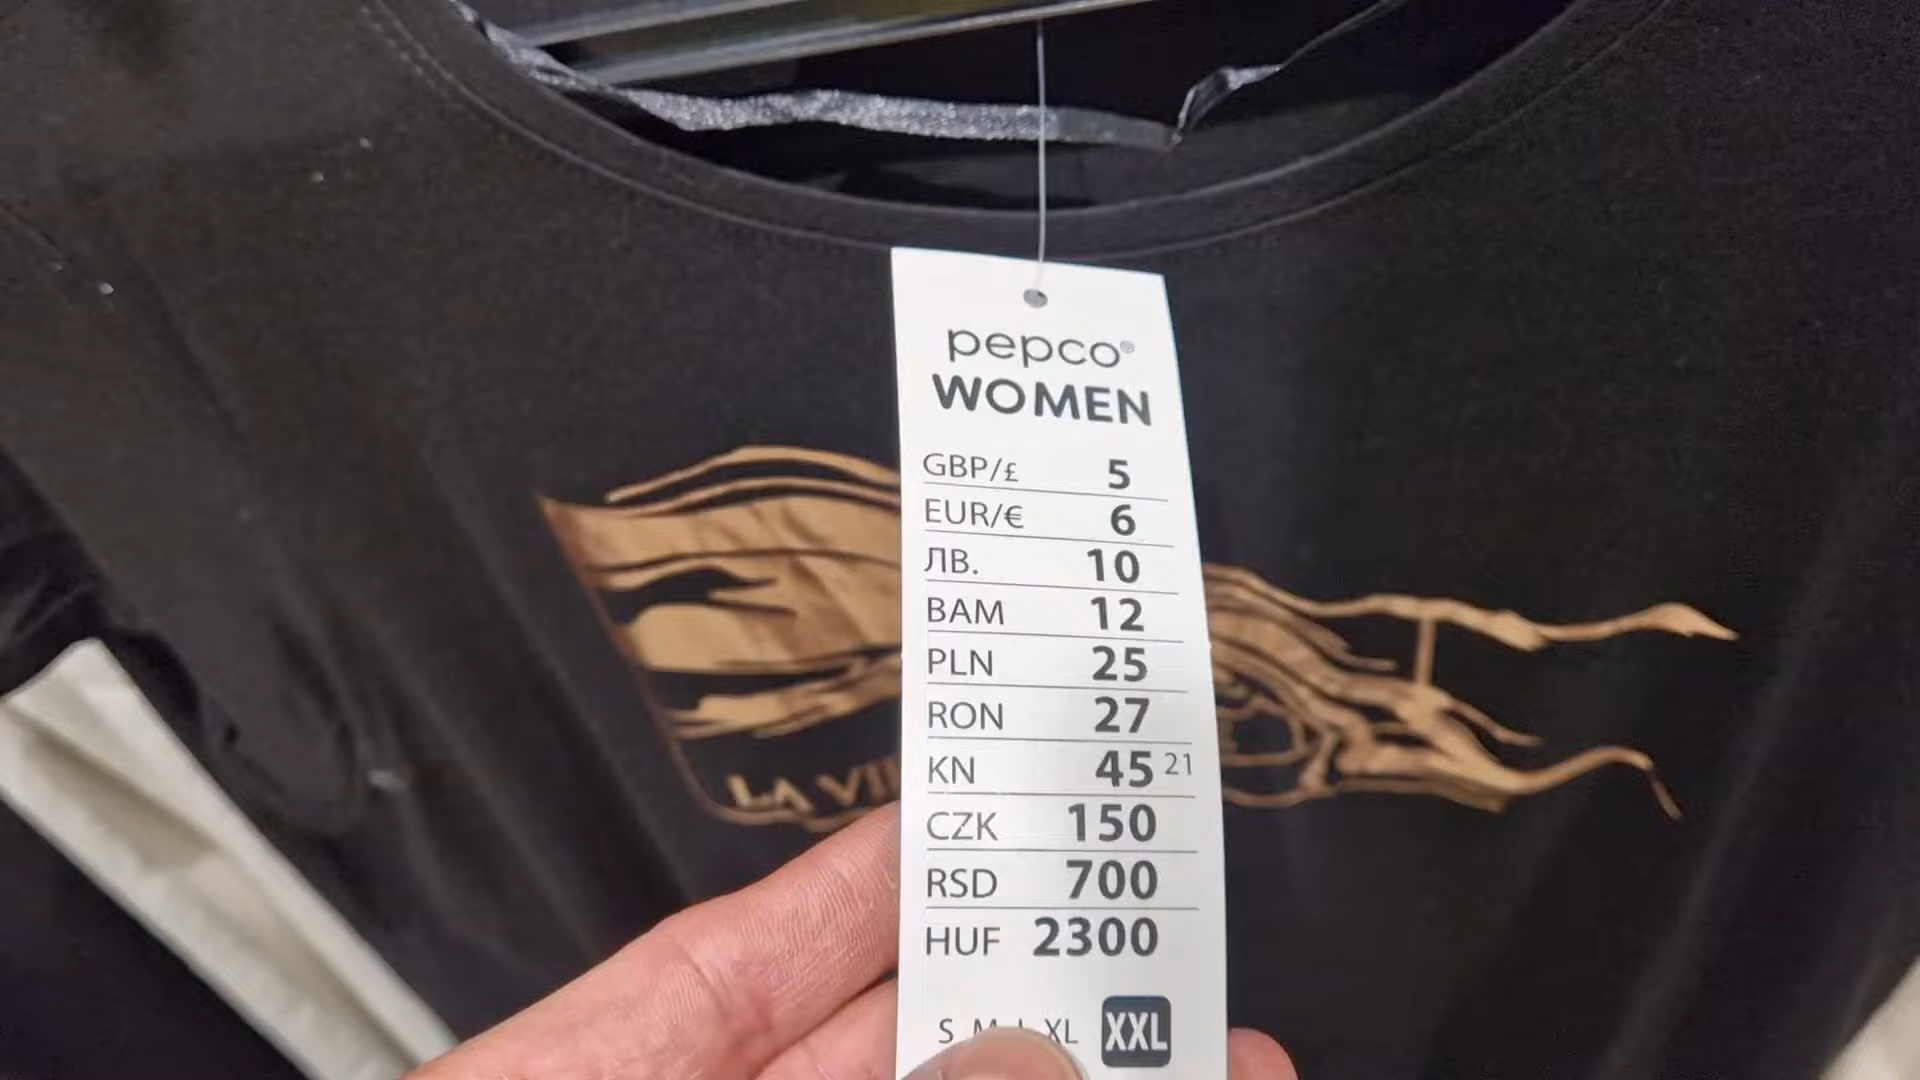 pepco®
WOMEN
GBP/£ 5
EUR/€ 6
ЛВ. 10
BAM 12
PLN 25
RON 27
KN 45 21
CZK 150
RSD 700
HUF 2300
S M L XL XXL
LA